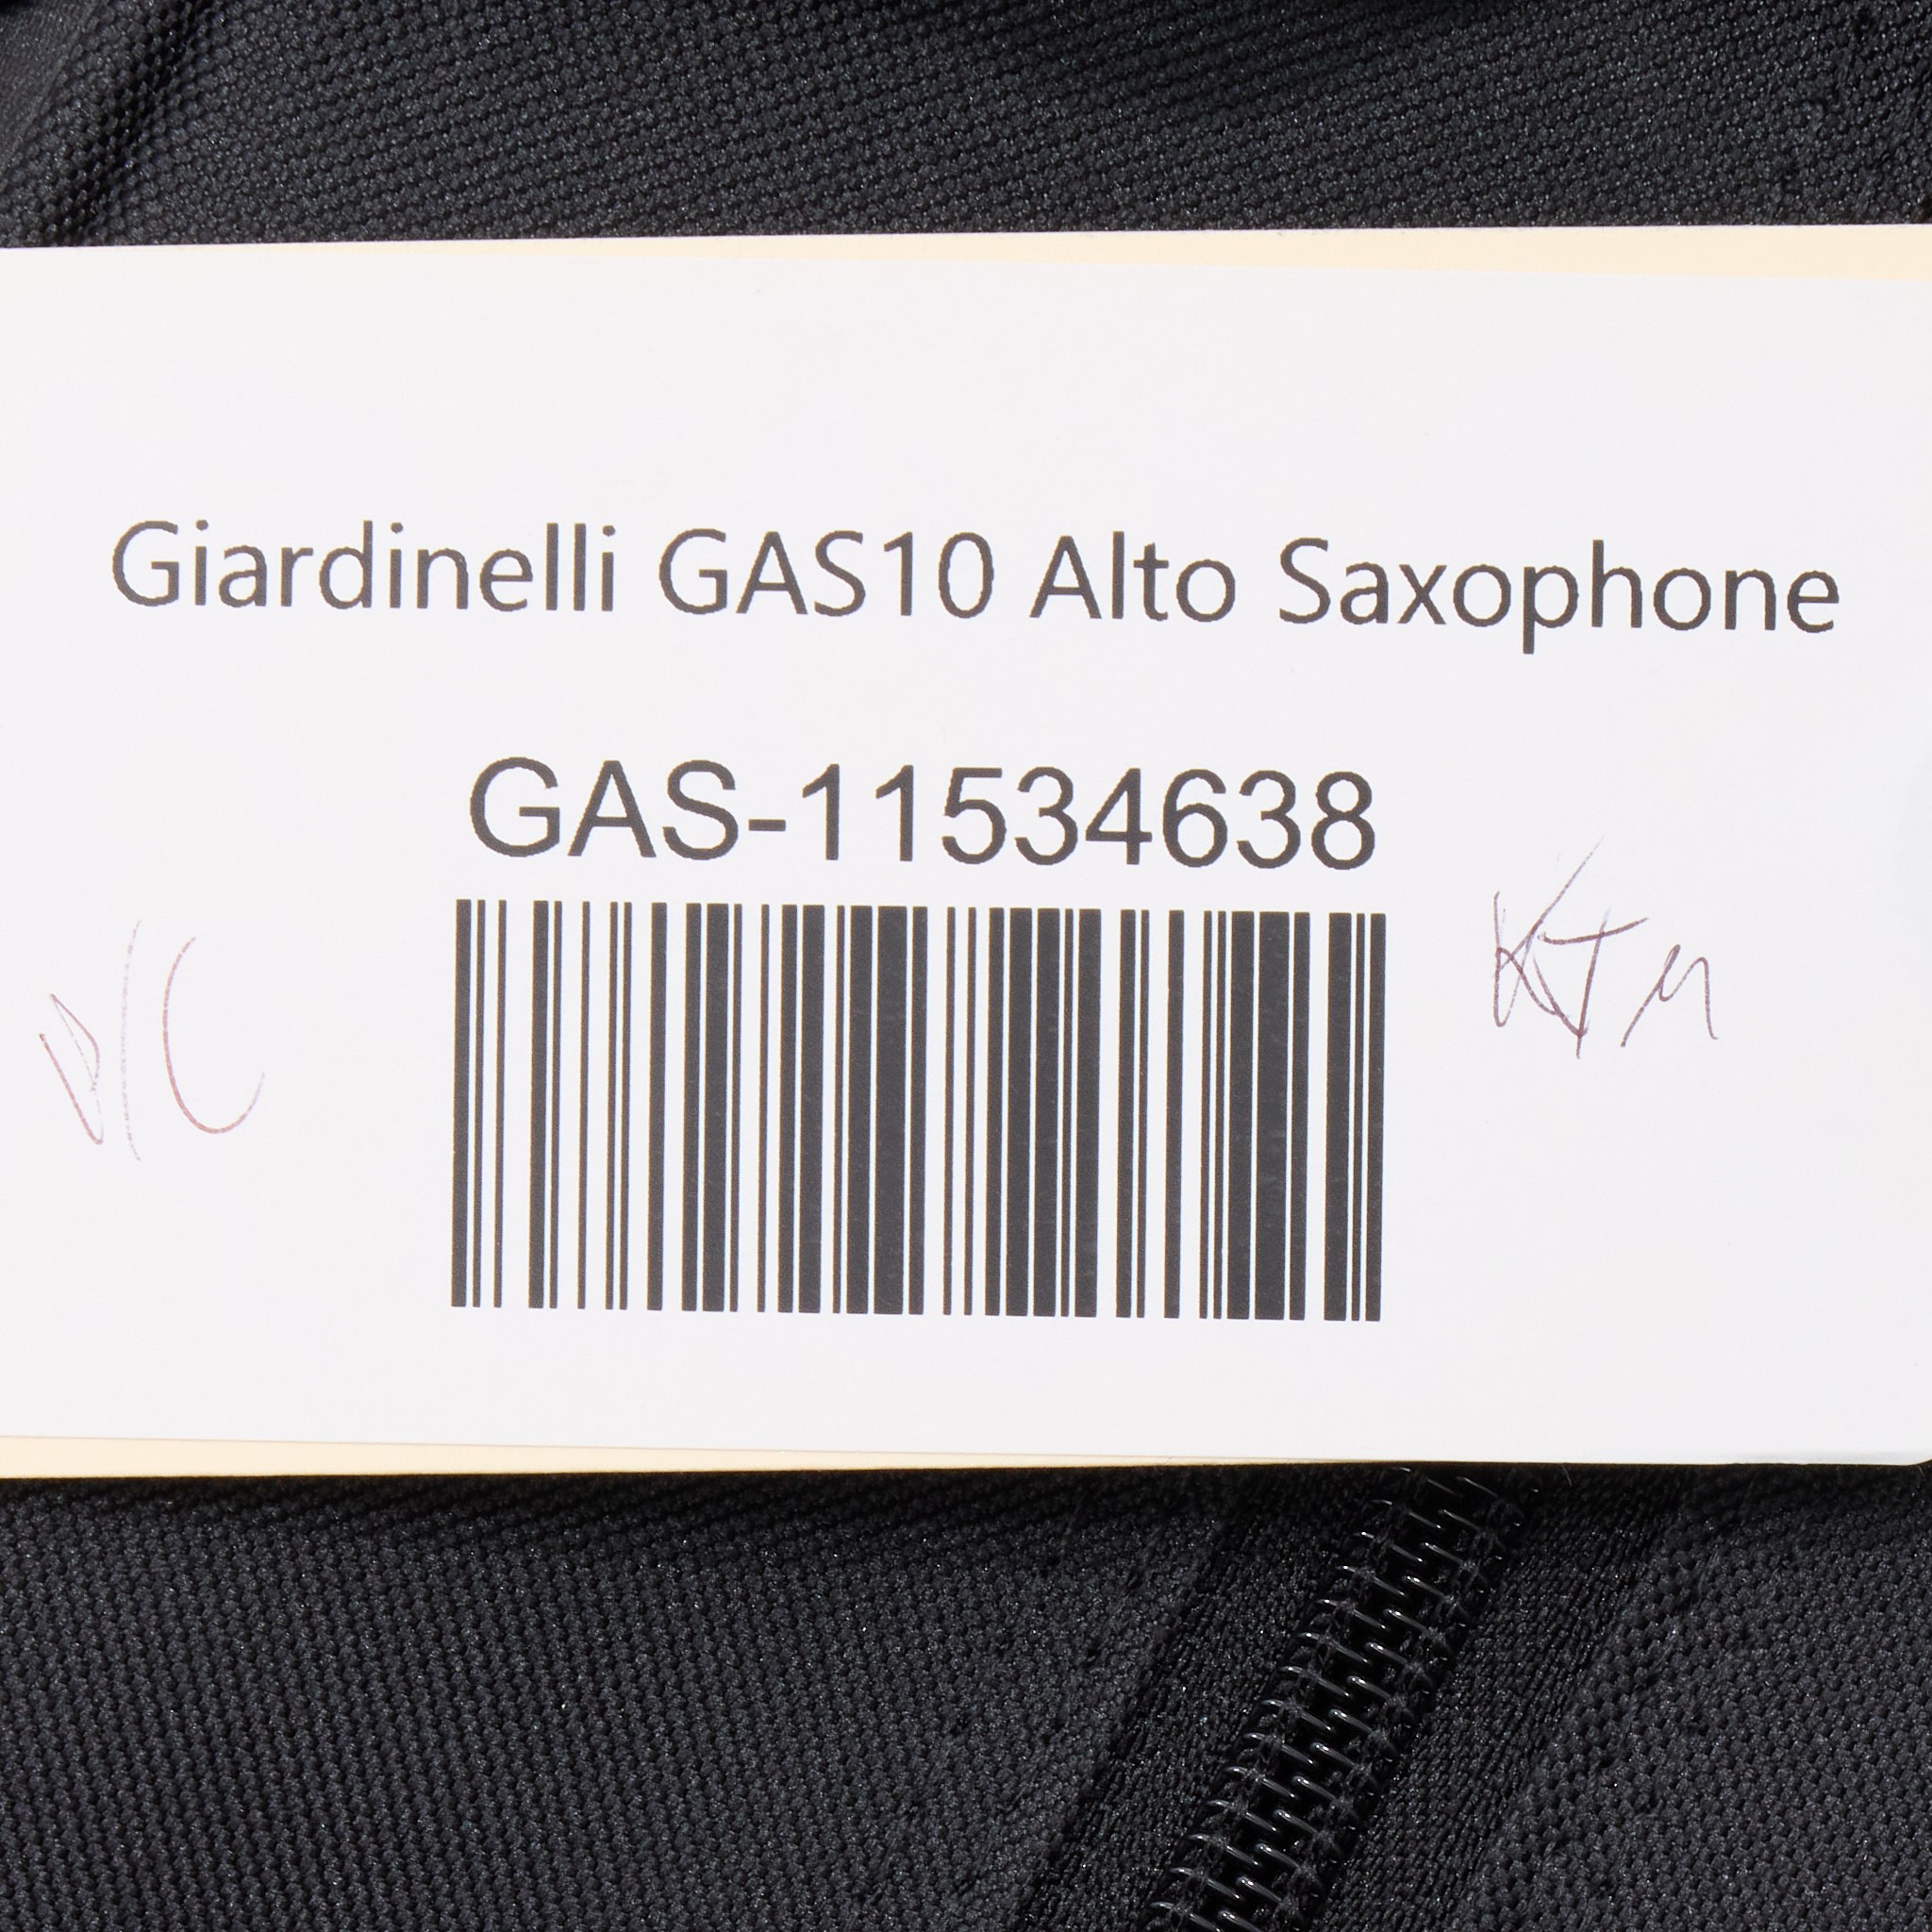 Giardinelli GAS10 Alto Saxophone
GAS-11534638